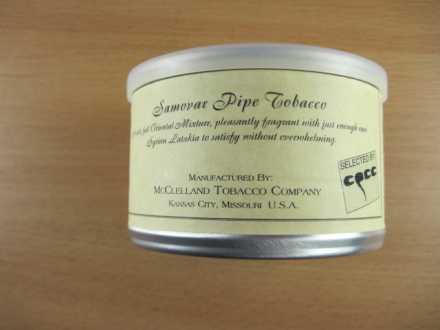 Samovar Pipe Tobacco
Oriental Mixture, pleasantly fragrant with just enough
Latakia to satisfy without overwhelming.
MANUFACTURED BY:
MCCLELLAND TOBACCO COMPANY
KANSAS CITY, MISSOURI U.S.A.
SELECTED BY
cpcc